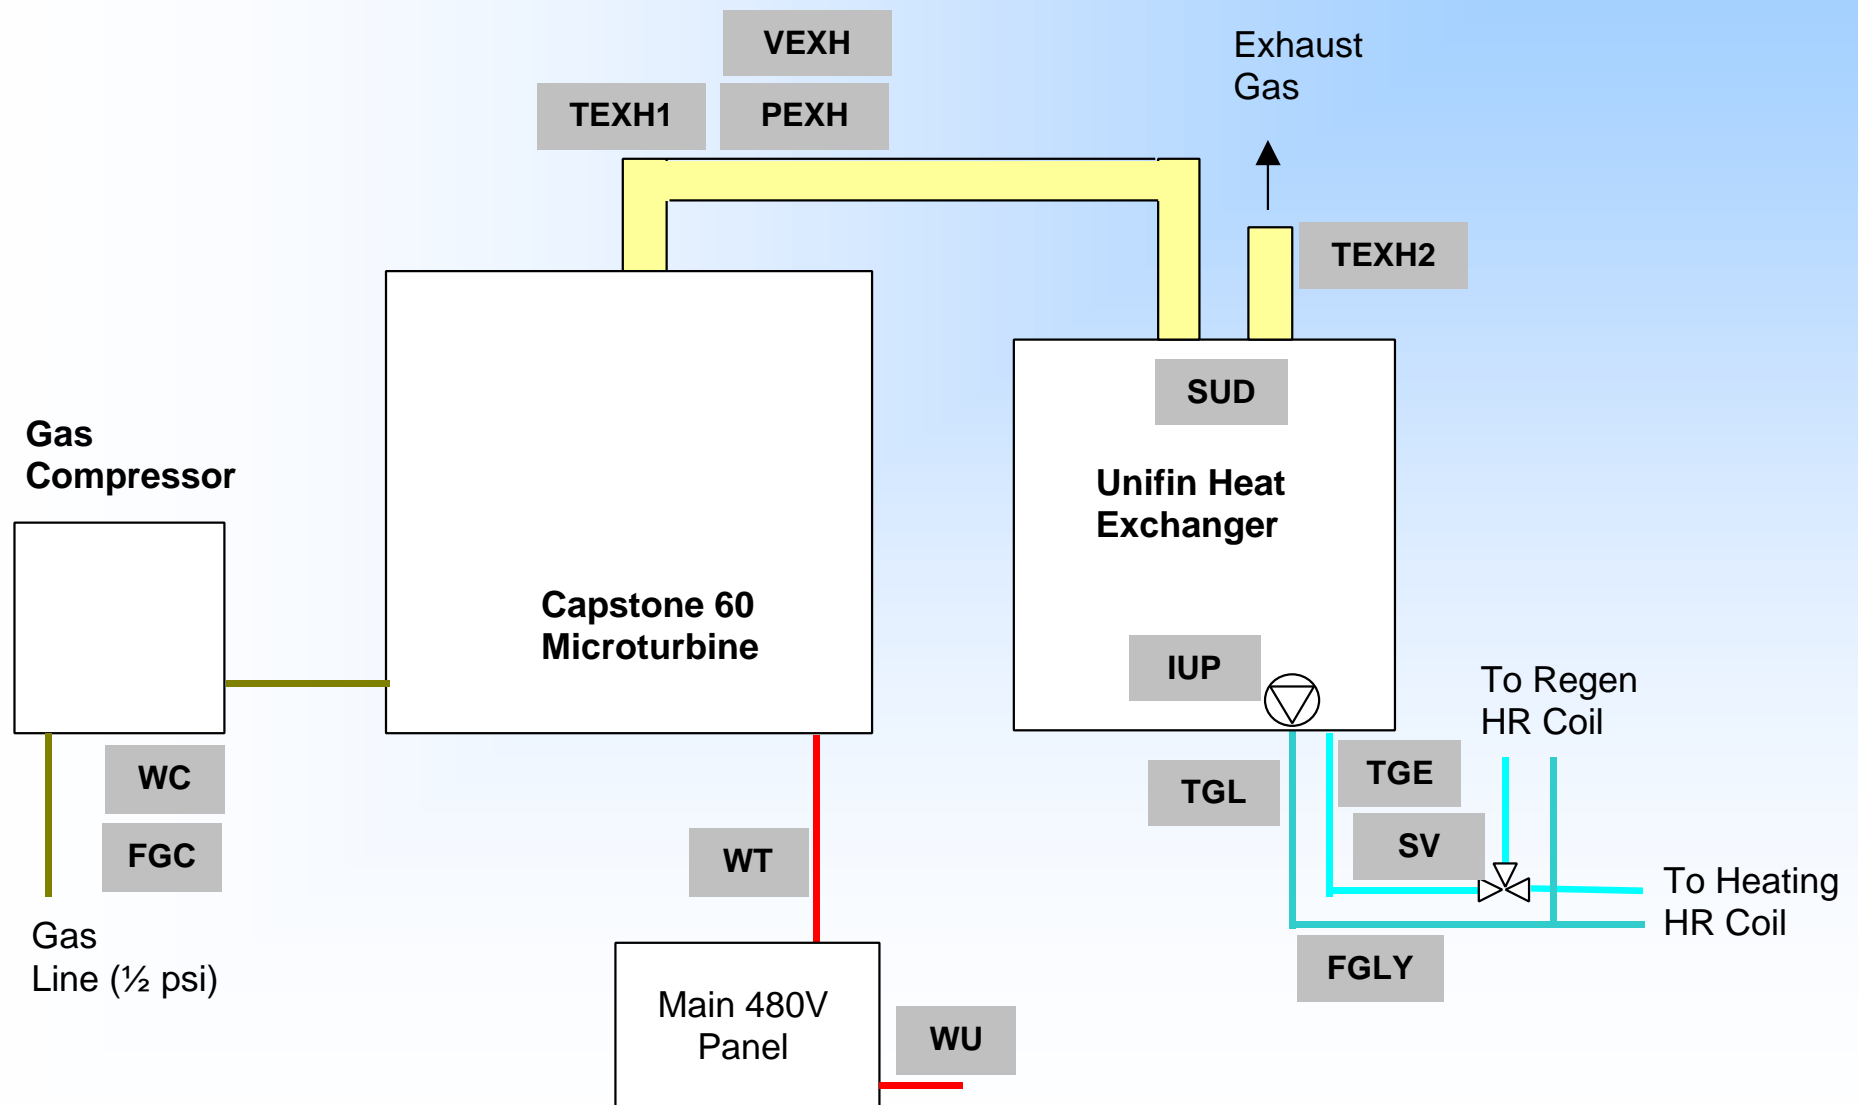 VEXH
TEXH1
PEXH
Exhaust
Gas
TEXH2
SUD
Gas
Compressor
Unifin Heat
Exchanger
Capstone 60
Microturbine
IUP
To Regen
HR Coil
WC
FGC
TGL
TGE
SV
WT
To Heating
HR Coil
Gas
Line (½ psi)
FGLY
Main 480V
Panel
WU